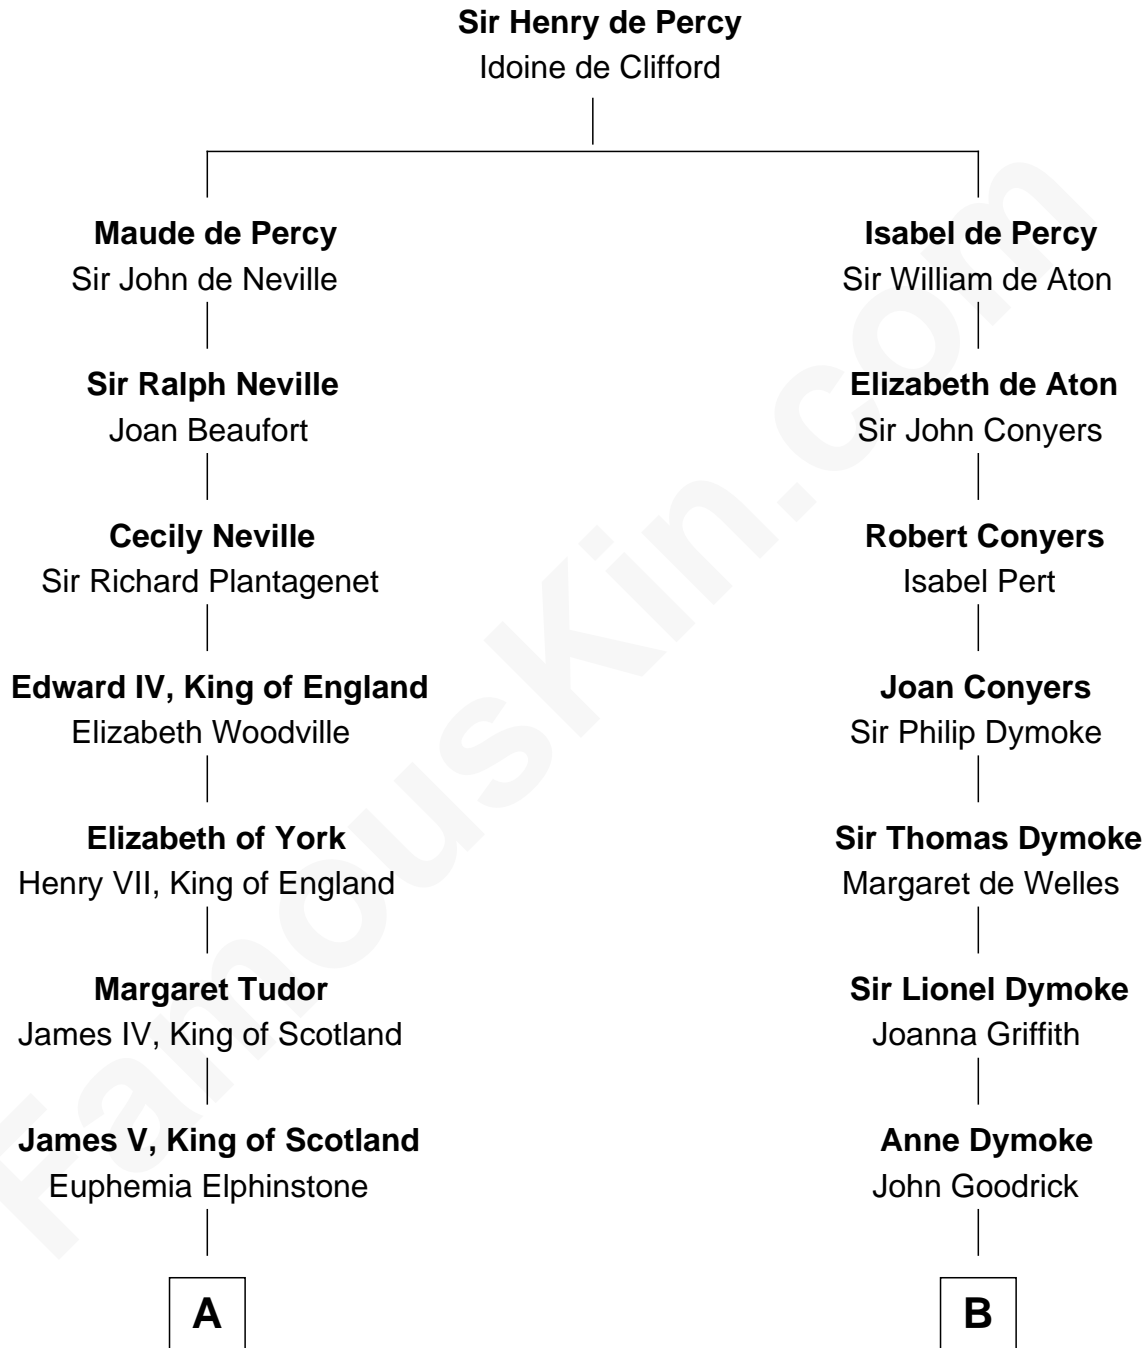 Sir Henry de Percy
Idoine de Clifford
Maude de Percy
Sir John de Neville
Sir Ralph Neville
Joan Beaufort
Cecily Neville
Sir Richard Plantagenet
Edward IV, King of England
Elizabeth Woodville
Elizabeth of York
Henry VII, King of England
Margaret Tudor
James IV, King of Scotland
James V, King of Scotland
Euphemia Elphinstone
A
Isabel de Percy
Sir William de Aton
Elizabeth de Aton
Sir John Conyers
Robert Conyers
Isabel Pert
Joan Conyers
Sir Philip Dymoke
Sir Thomas Dymoke
Margaret de Welles
Sir Lionel Dymoke
Joanna Griffith
Anne Dymoke
John Goodrick
B
FamousKin.com